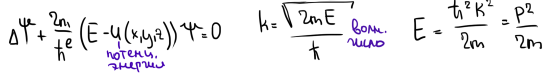 Δψ + 2m/ħ² (E - U(x,y,z)) ψ = 0
потенц.
энергия
k = √(2mE)/ħ
волн.
число
E = ħ²k²/2m = p²/2m